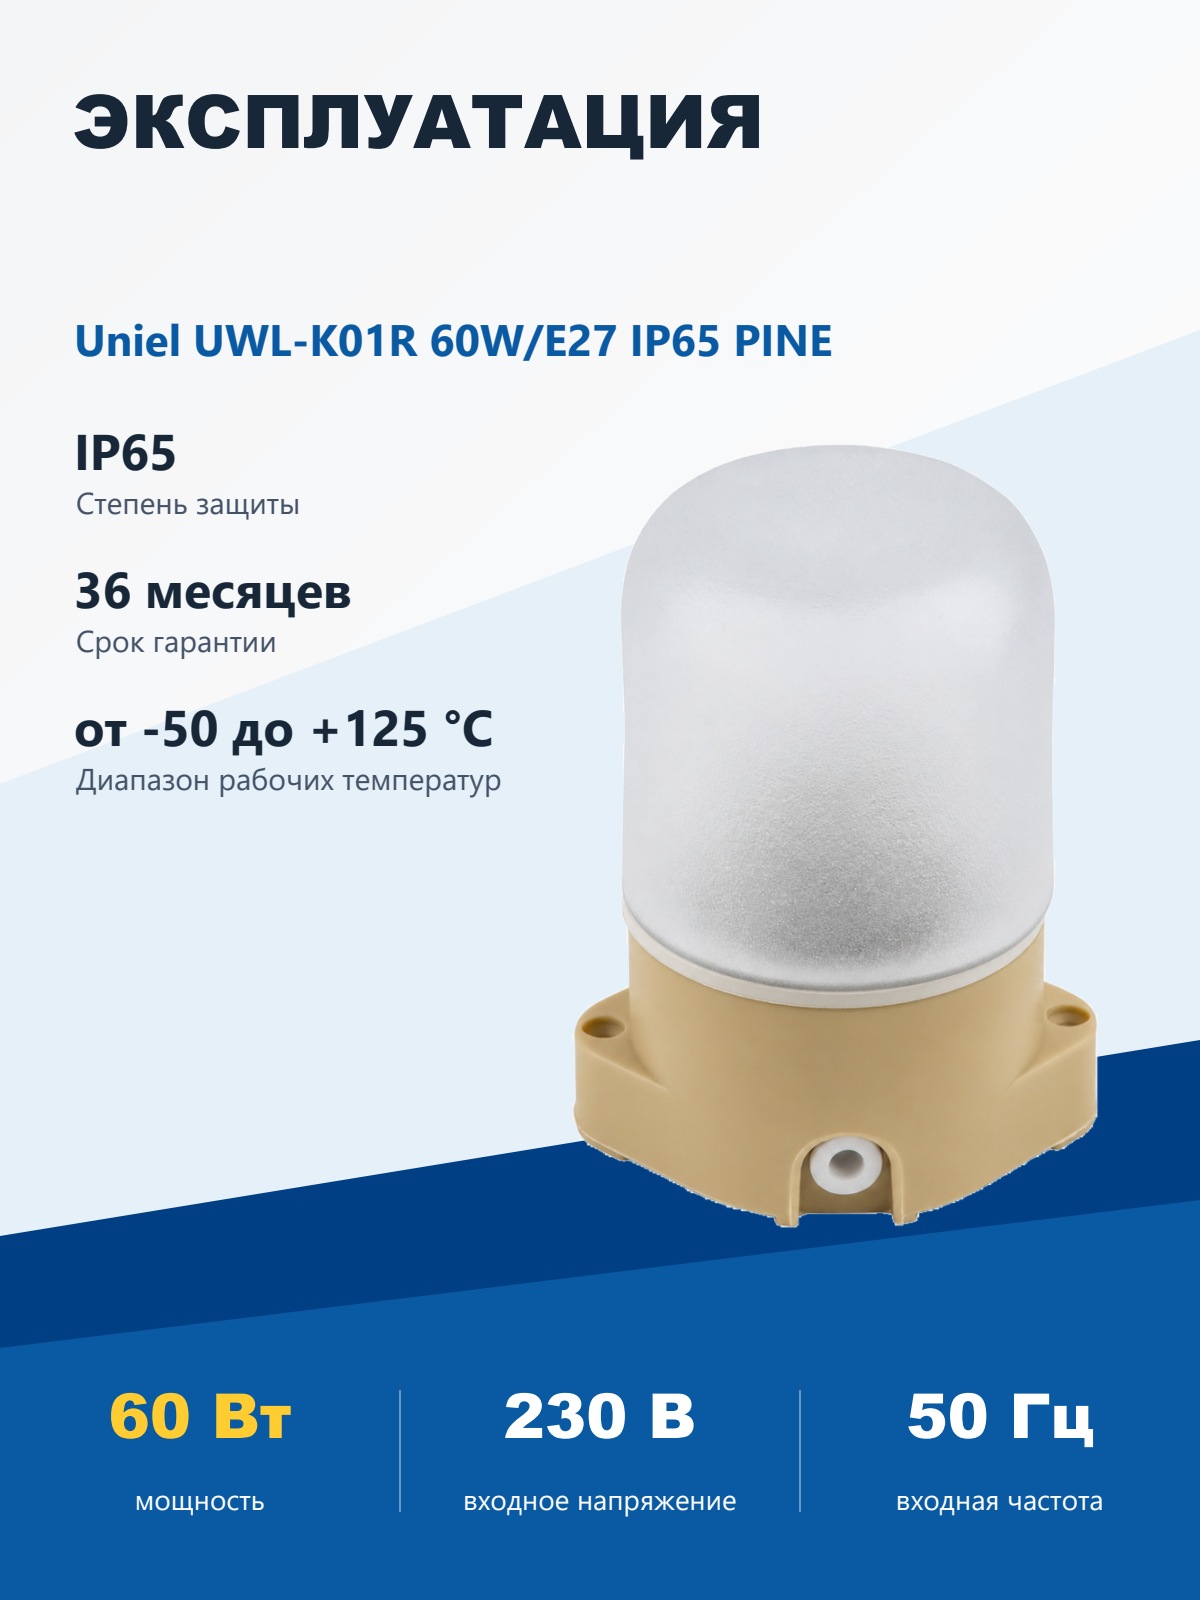 ЭКСПЛУАТАЦИЯ
Uniel UWL-K01R 60W/E27 IP65 PINE
IP65
Степень защиты
36 месяцев
Срок гарантии
от -50 до +125 °C
Диапазон рабочих температур
60 Вт
мощность
230 В
входное напряжение
50 Гц
входная частота